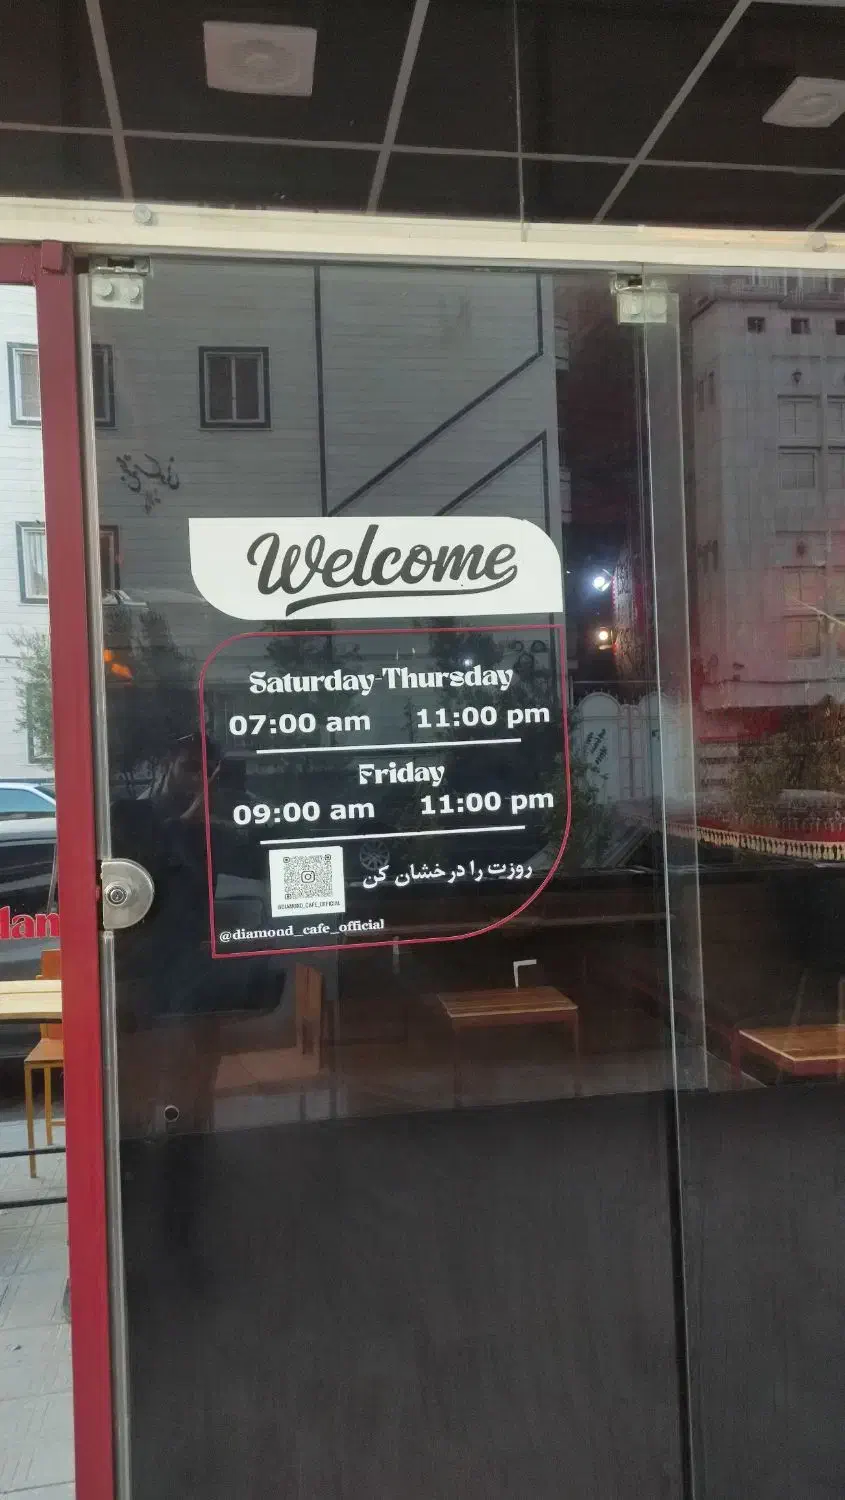 Welcome
Saturday-Thursday
07:00 am 11:00 pm
Friday
09:00 am 11:00 pm
روزت را درخشان کن
@DIAMOND_CAFE_OFFICIAL
@diamond_cafe_official